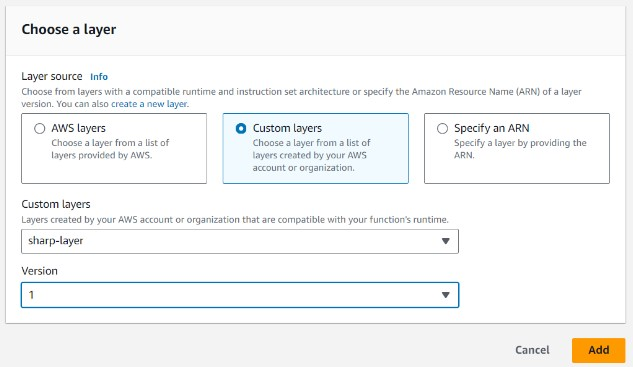 Choose a layer
Layer source Info
Choose from layers with a compatible runtime and instruction set architecture or specify the Amazon Resource Name (ARN) of a layer
version. You can also create a new layer.
AWS layers
Choose a layer from a list of
layers provided by AWS.
Custom layers
Choose a layer from a list of
layers created by your AWS
account or organization.
Specify an ARN
Specify a layer by providing the
ARN.
Custom layers
Layers created by your AWS account or organization that are compatible with your function's runtime.
sharp-layer
Version
1
Cancel Add